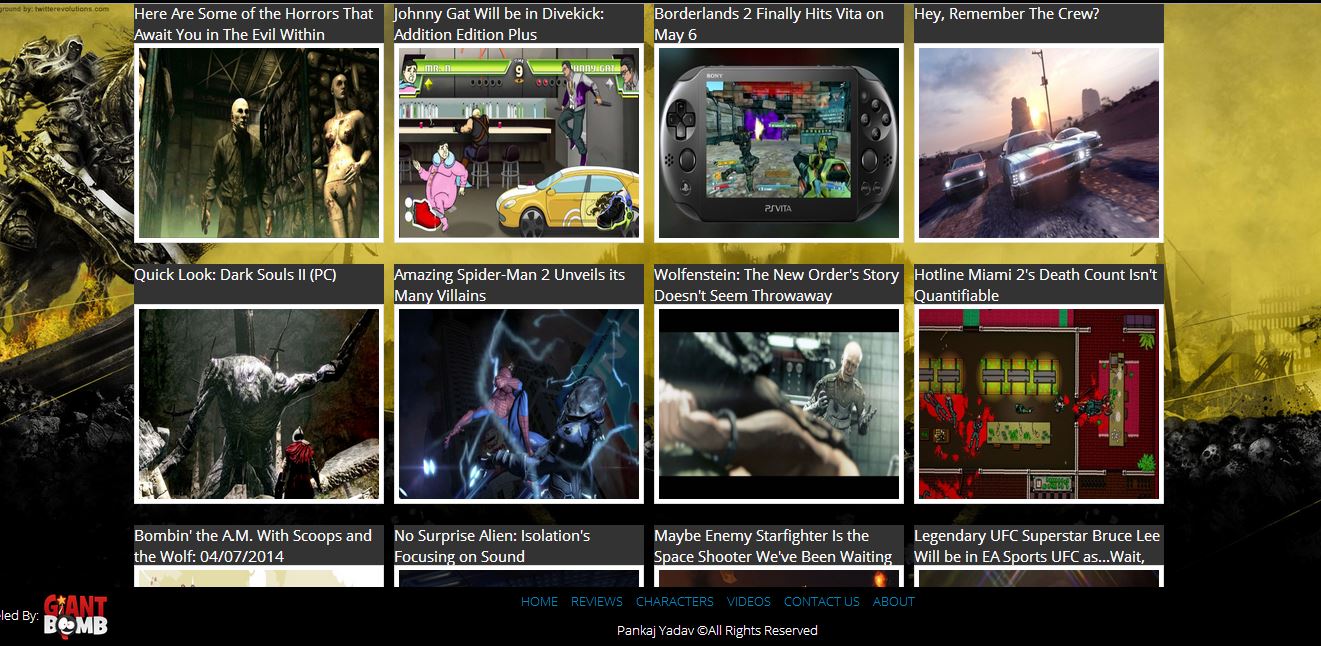 ground by: twitterevolutions.com
Here Are Some of the Horrors That
Await You in The Evil Within
Johnny Gat Will be in Divekick:
Addition Edition Plus
Borderlands 2 Finally Hits Vita on
May 6
Hey, Remember The Crew?
MR. N
TIME
9
JOHNNY GAT
SONY
PSVITA
Quick Look: Dark Souls II (PC)
Amazing Spider-Man 2 Unveils its
Many Villains
Wolfenstein: The New Order's Story
Doesn't Seem Throwaway
Hotline Miami 2's Death Count Isn't
Quantifiable
Bombin' the A.M. With Scoops and
the Wolf: 04/07/2014
No Surprise Alien: Isolation's
Focusing on Sound
Maybe Enemy Starfighter Is the
Space Shooter We've Been Waiting
Legendary UFC Superstar Bruce Lee
Will be in EA Sports UFC as...Wait,
eled By:
GIANT
BOMB
HOME REVIEWS CHARACTERS VIDEOS CONTACT US ABOUT
Pankaj Yadav ©All Rights Reserved